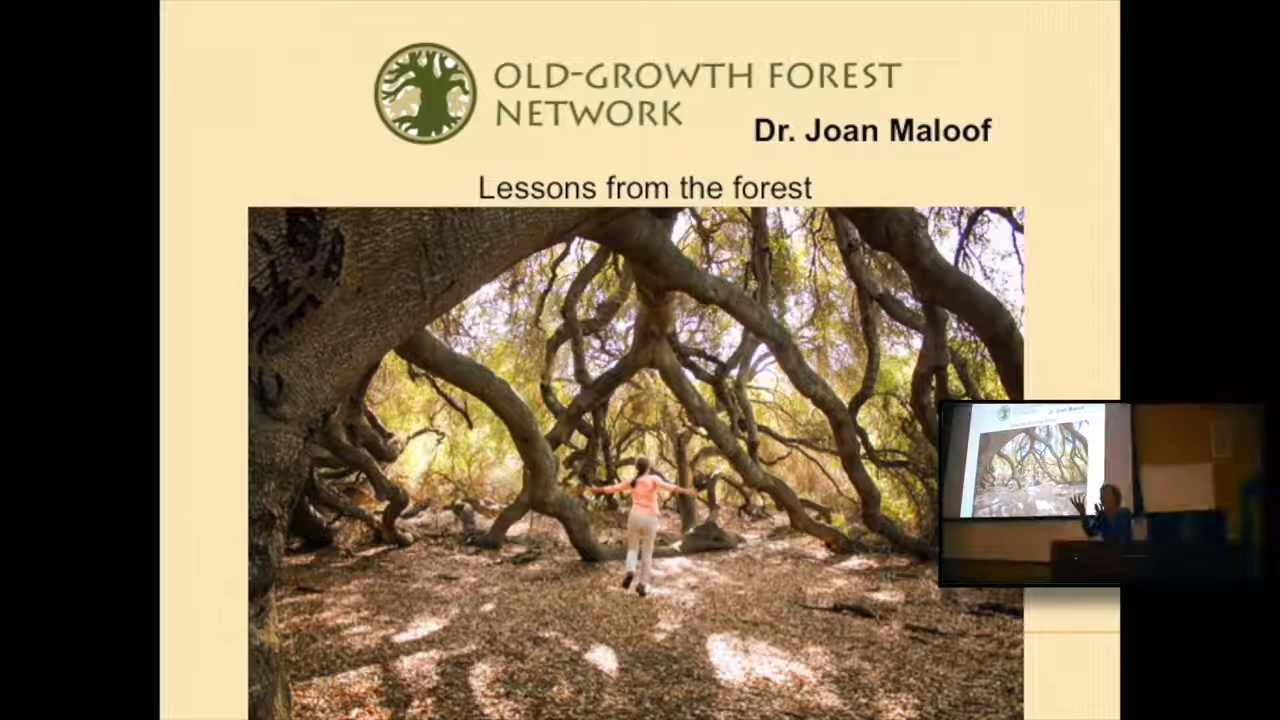 OLD-GROWTH FOREST
NETWORK
Dr. Joan Maloof
Lessons from the forest